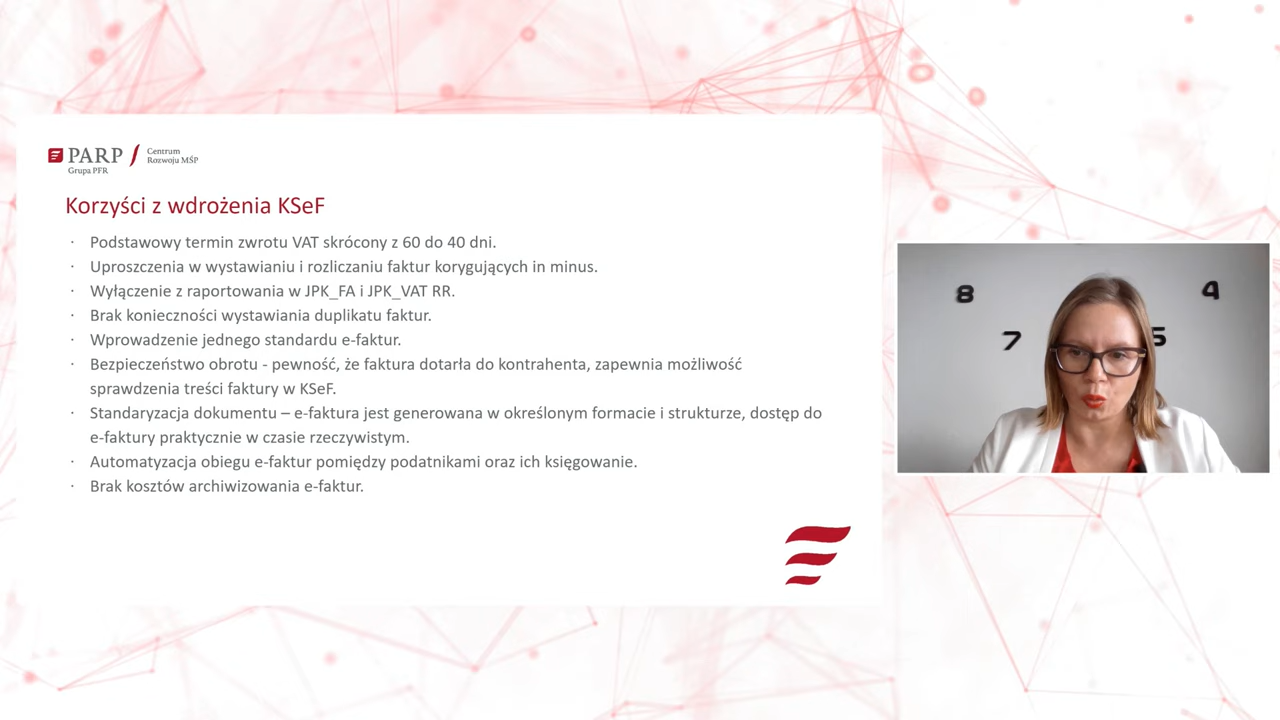 PARP
Centrum
Rozwoju MŚP
Grupa PFR
Korzyści z wdrożenia KSeF
· Podstawowy termin zwrotu VAT skrócony z 60 do 40 dni.
· Uproszczenia w wystawianiu i rozliczaniu faktur korygujących in minus.
· Wyłączenie z raportowania w JPK_FA i JPK_VAT RR.
· Brak konieczności wystawiania duplikatu faktur.
· Wprowadzenie jednego standardu e-faktur.
· Bezpieczeństwo obrotu - pewność, że faktura dotarła do kontrahenta, zapewnia możliwość
sprawdzenia treści faktury w KSeF.
· Standaryzacja dokumentu – e-faktura jest generowana w określonym formacie i strukturze, dostęp do
e-faktury praktycznie w czasie rzeczywistym.
· Automatyzacja obiegu e-faktur pomiędzy podatnikami oraz ich księgowanie.
· Brak kosztów archiwizowania e-faktur.
8
4
7
5